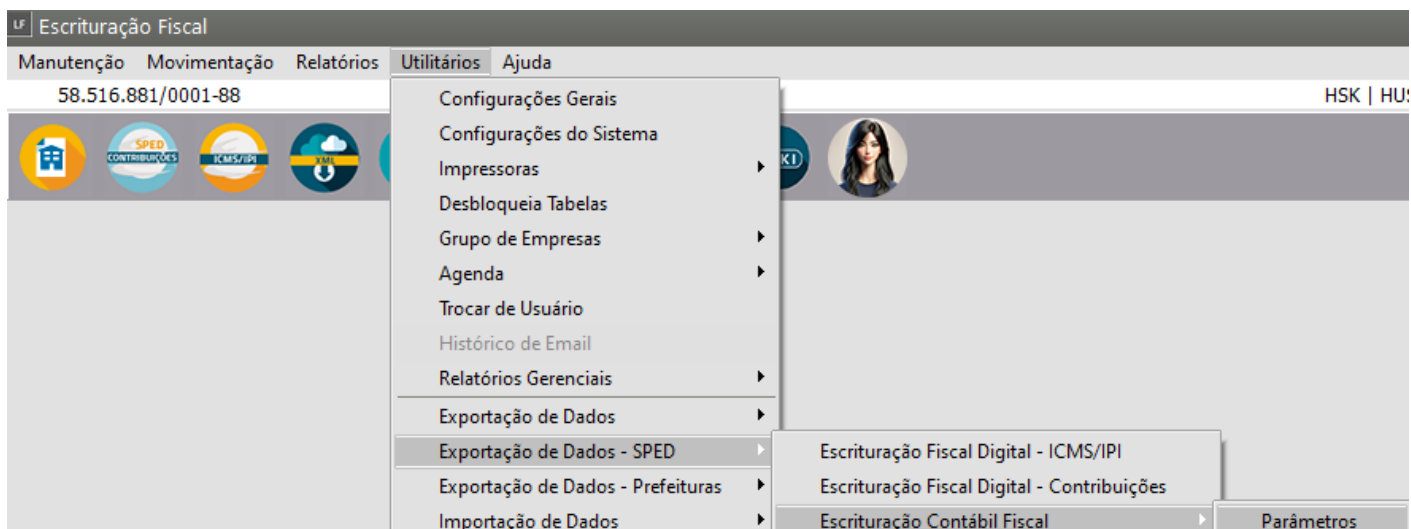 LF Escrituração Fiscal
Manutenção Movimentação Relatórios Utilitários Ajuda
58.516.881/0001-88 HSK | HUS
SPED CONTRIBUIÇÕES ICMS/IPI XML KI
Configurações Gerais
Configurações do Sistema
Impressoras
Desbloqueia Tabelas
Grupo de Empresas
Agenda
Trocar de Usuário
Histórico de Email
Relatórios Gerenciais
Exportação de Dados
Exportação de Dados - SPED
Escrituração Fiscal Digital - ICMS/IPI
Exportação de Dados - Prefeituras
Escrituração Fiscal Digital - Contribuições
Importação de Dados
Escrituração Contábil Fiscal
Parâmetros